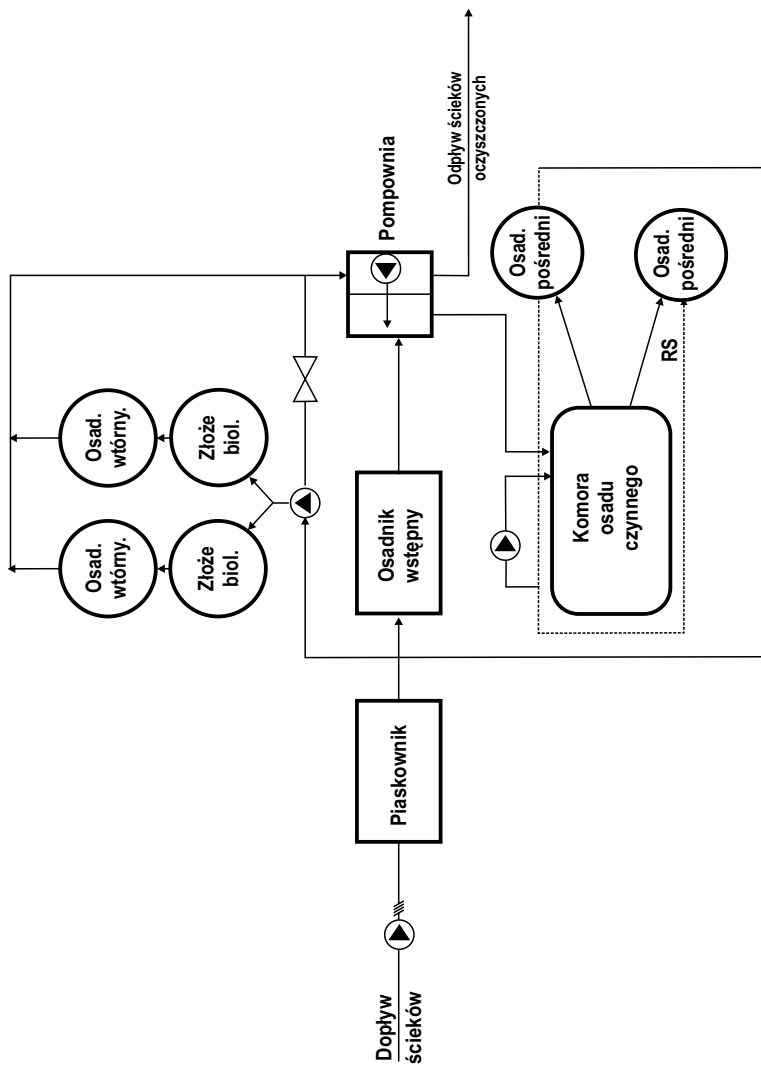 Dopływ
ścieków
Piaskownik
Osadnik
wstępny
Pompownia
Osad.
wtórny.
Osad.
wtórny.
Złoże
biol.
Złoże
biol.
Odpływ ścieków
oczyszczonych
Komora
osadu
czynnego
RS
Osad.
pośredni
Osad.
pośredni